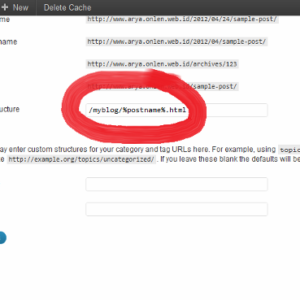 + New Delete Cache
me http://www.arya.onlen.web.id/2012/04/24/sample-post/
name http://www.arya.onlen.web.id/2012/04/sample-post/
http://www.arya.onlen.web.id/archives/123
/sample-post/
ucture /myblog/%postname%.html
ay enter custom structures for your category and tag URLs here. For example, using topic
e http://example.org/topics/uncategorized/ . If you leave these blank the defaults will be